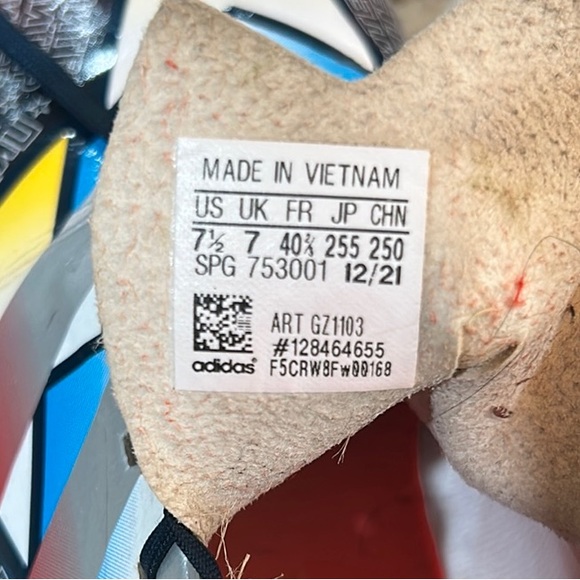 MADE IN VIETNAM
US UK FR JP CHN
7½ 7 40⅔ 255 250
SPG 753001 12/21
ART GZ1103
#128464655
adidas® F5CRW8Fw00168